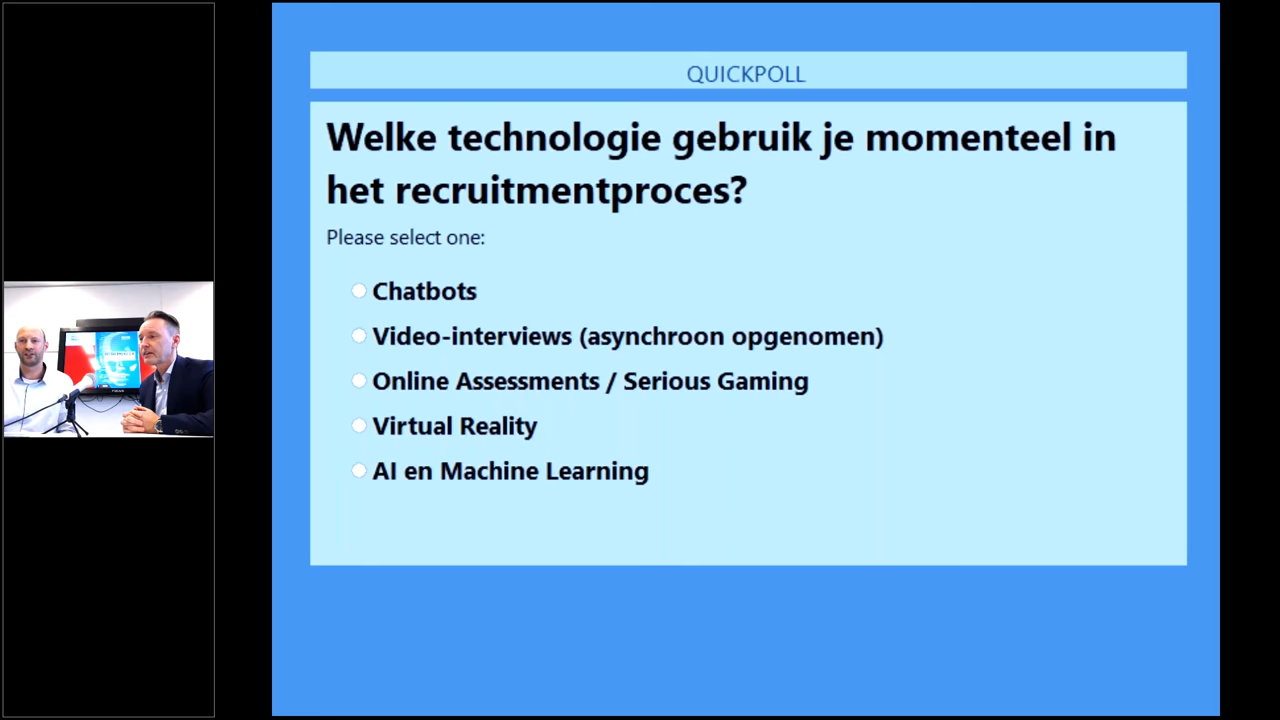 QUICKPOLL
Welke technologie gebruik je momenteel in
het recruitmentproces?
Please select one:
Chatbots
Video-interviews (asynchroon opgenomen)
Online Assessments / Serious Gaming
Virtual Reality
AI en Machine Learning